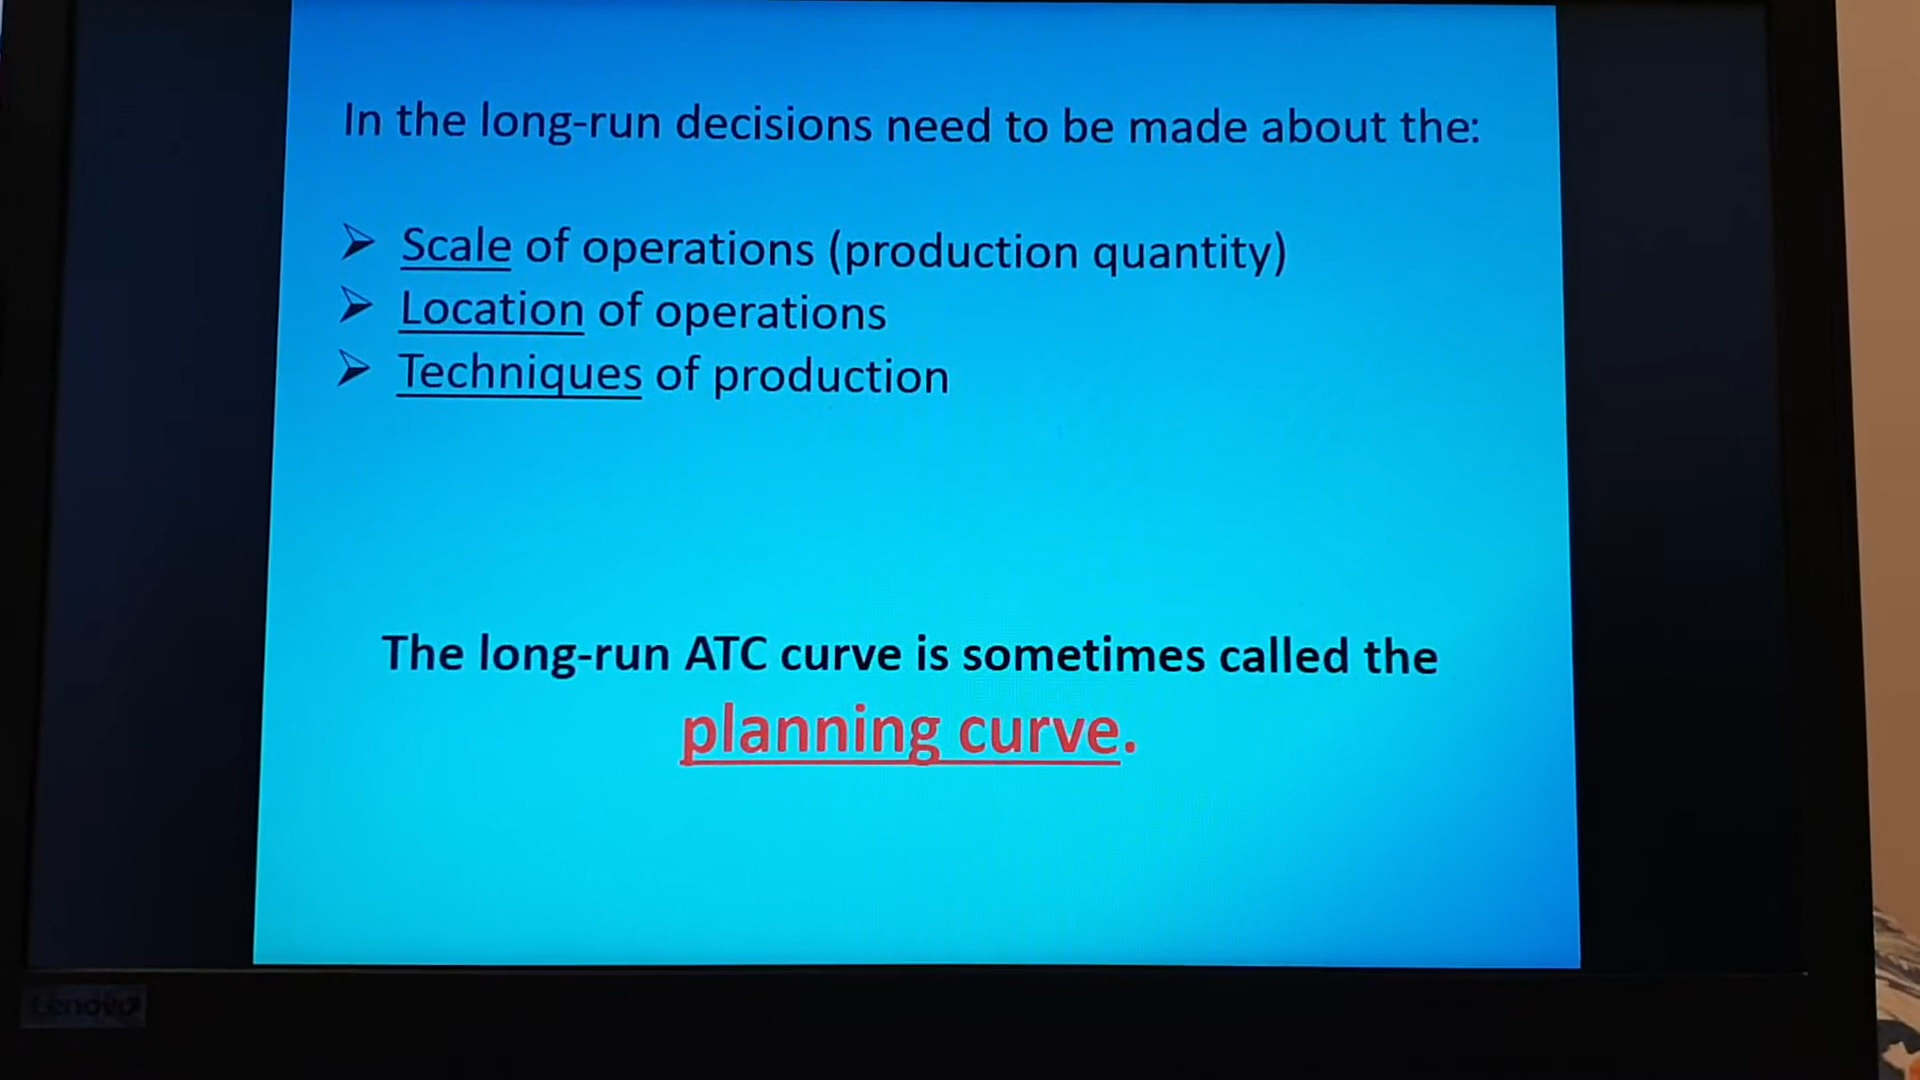 In the long-run decisions need to be made about the:
➢ Scale of operations (production quantity)
➢ Location of operations
➢ Techniques of production
The long-run ATC curve is sometimes called the
planning curve.
Lenovo